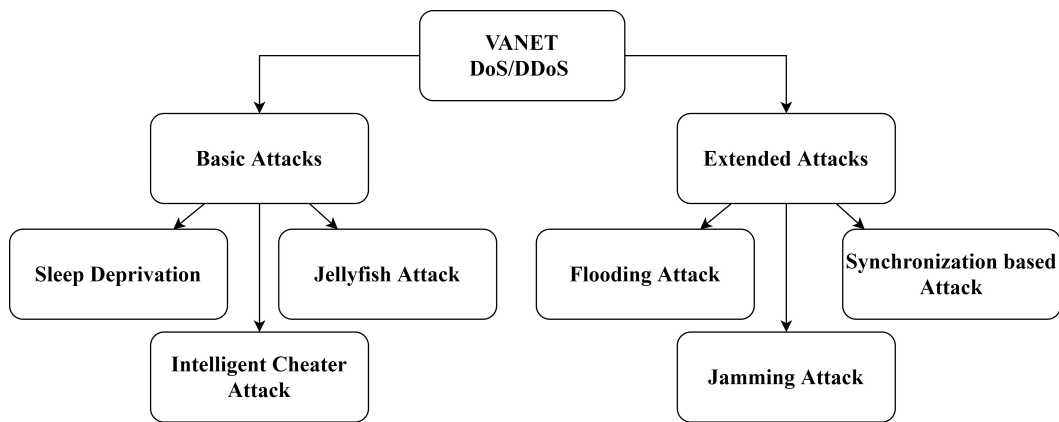 VANET
DoS/DDoS
Basic Attacks
Extended Attacks
Sleep Deprivation
Jellyfish Attack
Flooding Attack
Synchronization based
Attack
Intelligent Cheater
Attack
Jamming Attack